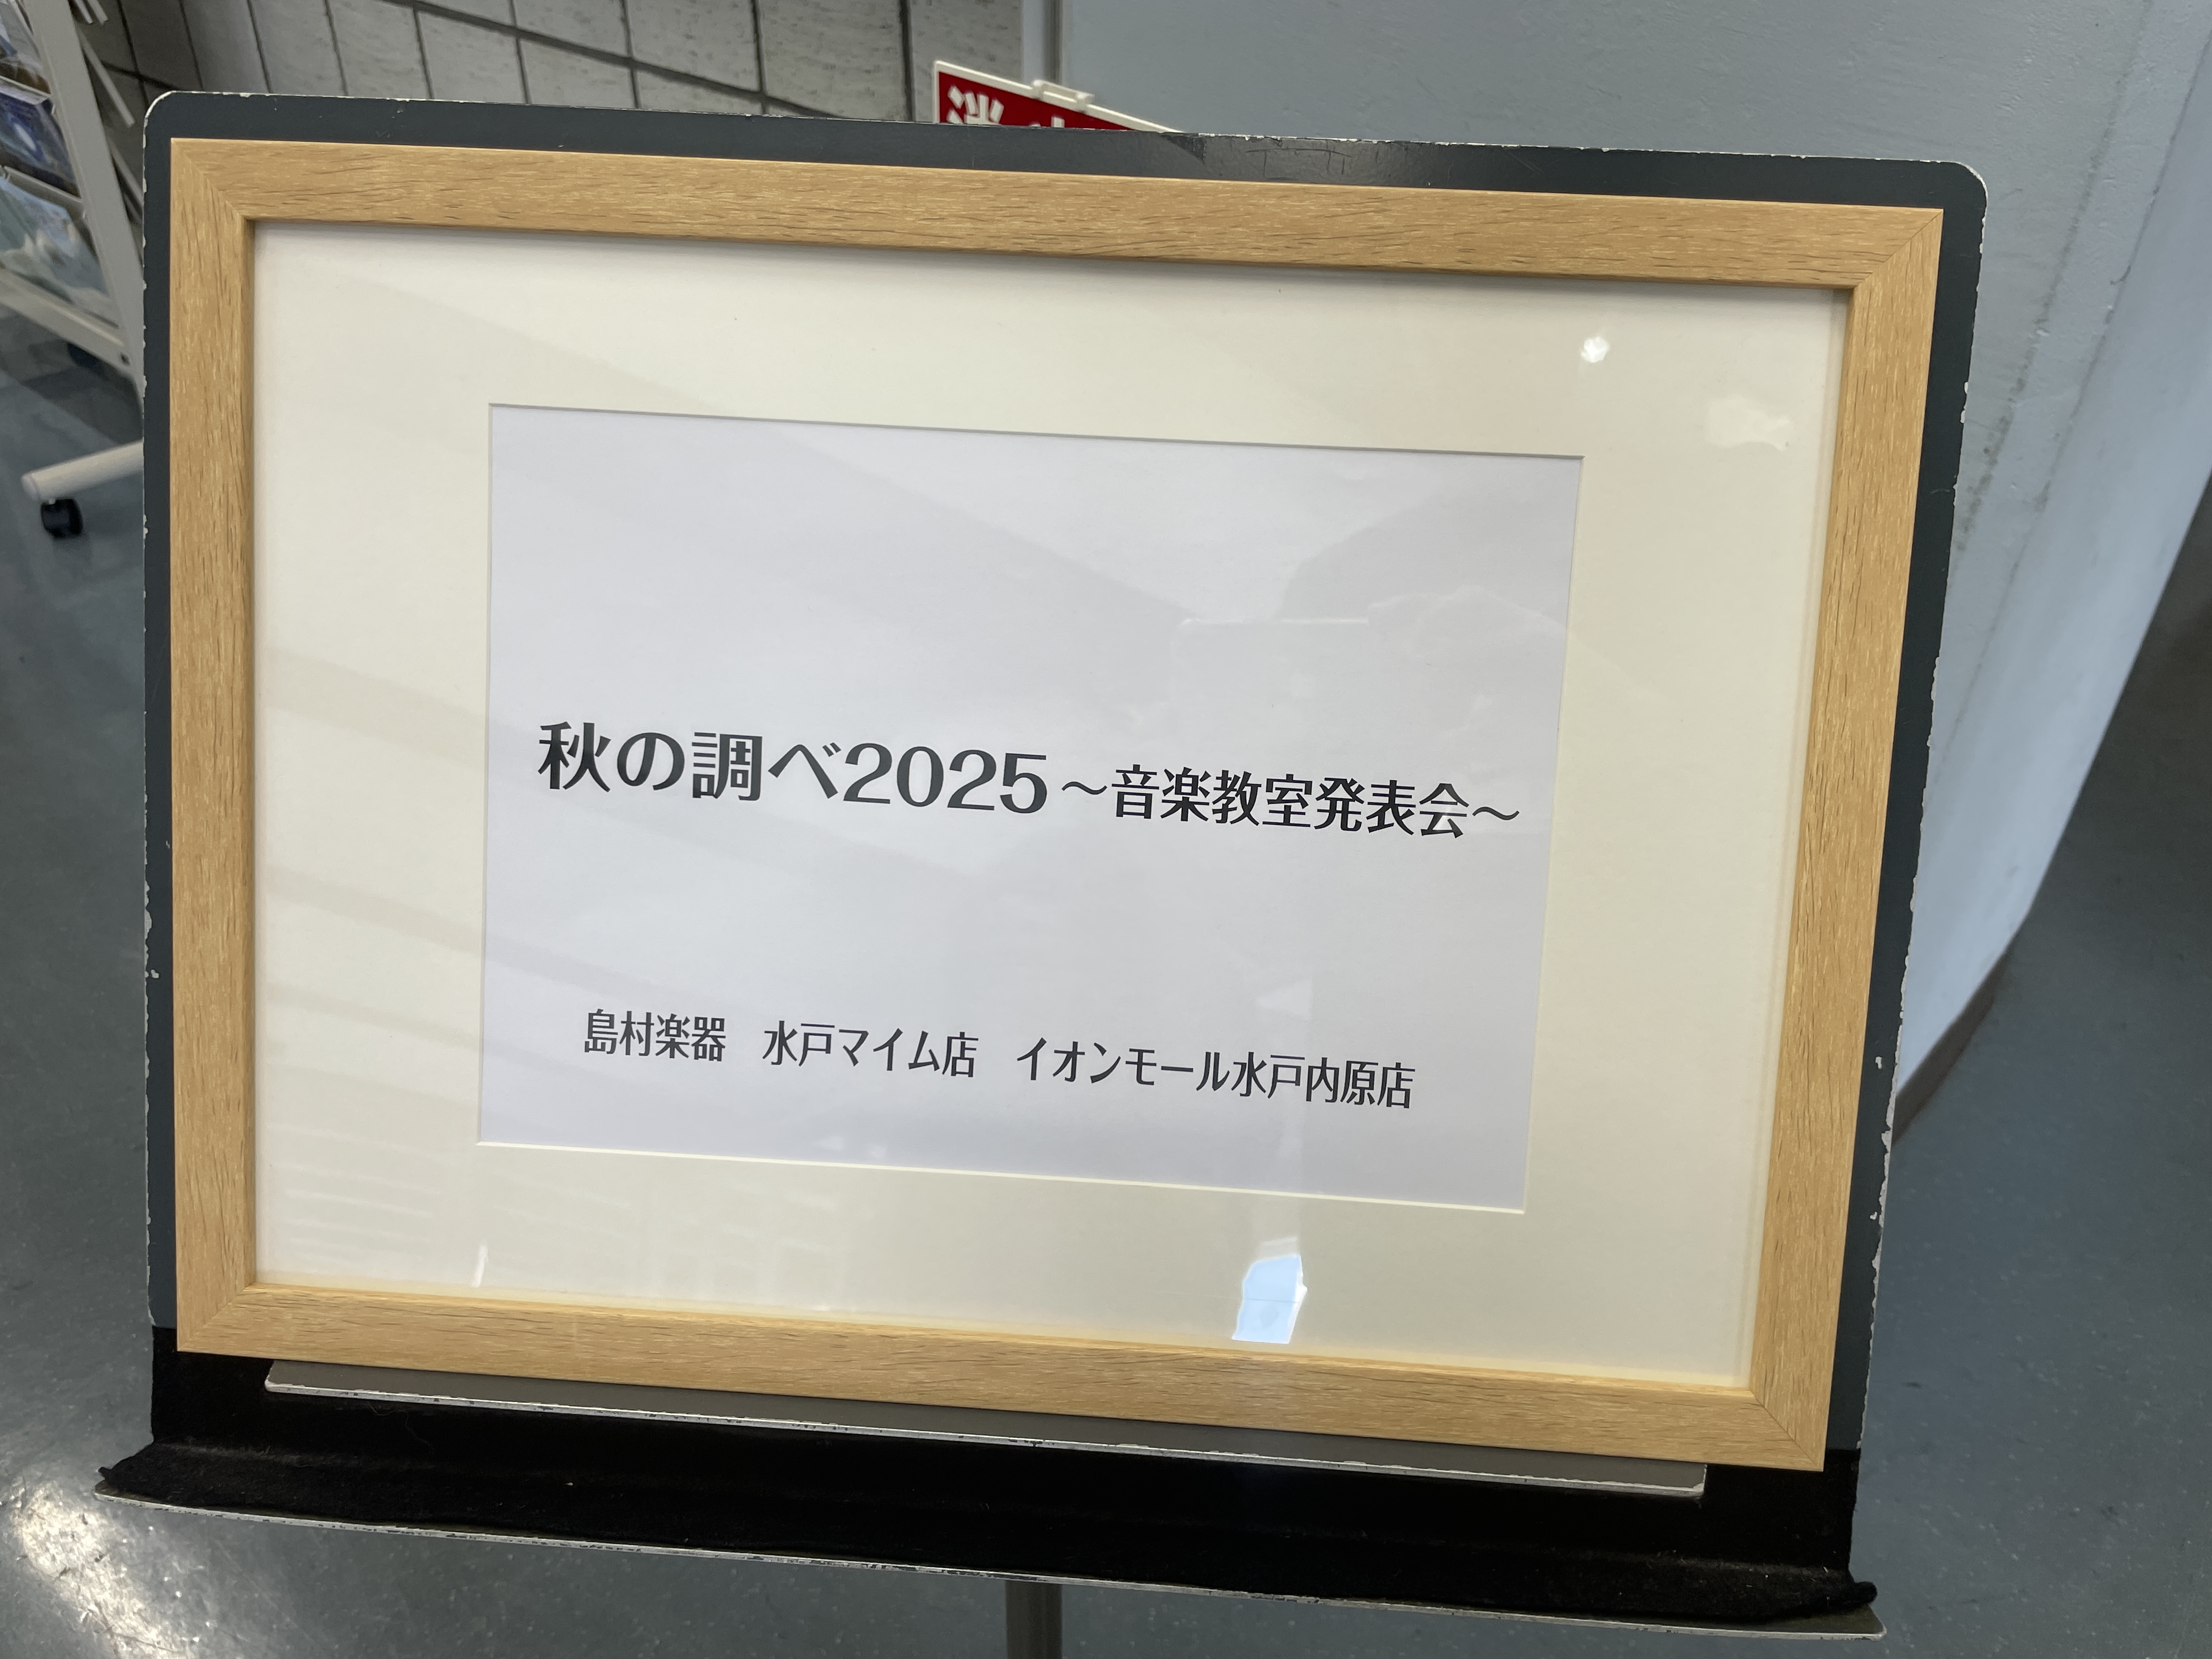 秋の調べ2025 ～音楽教室発表会～
島村楽器　水戸マイム店　イオンモール水戸内原店